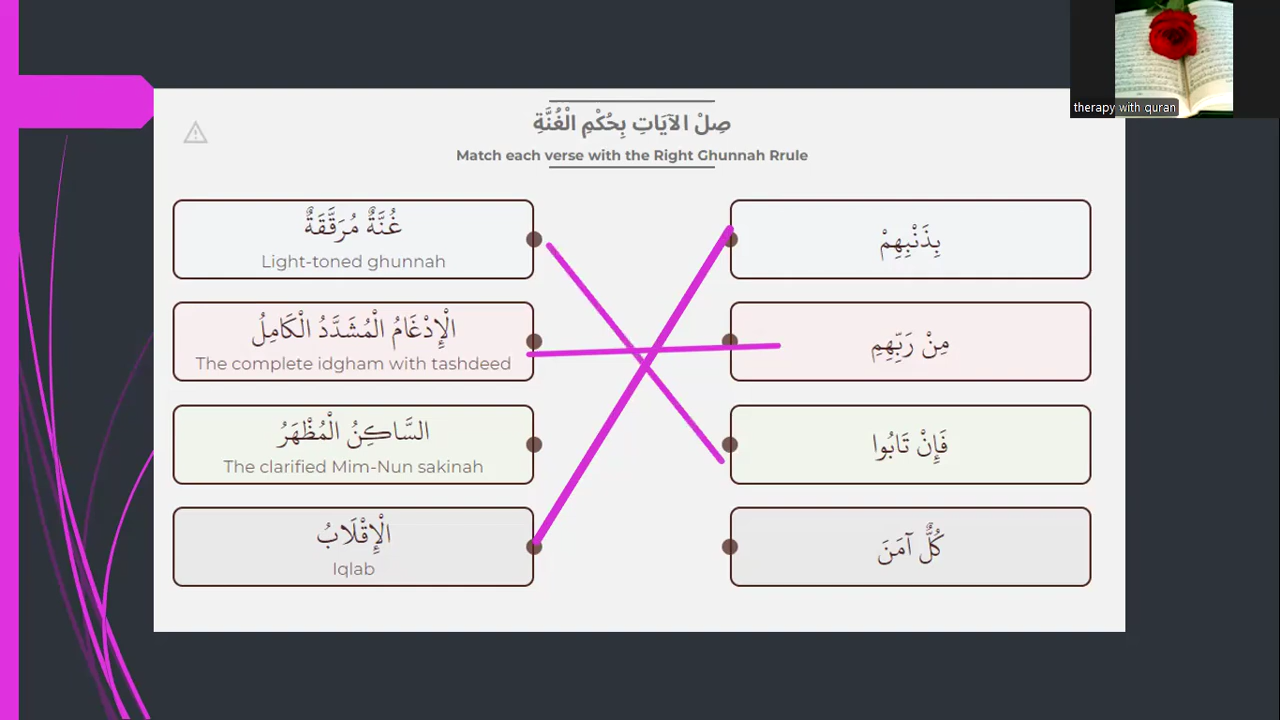 therapy with quran
صِلْ الآيَاتِ بِحُكْمِ الْغُنَّةِ
Match each verse with the Right Ghunnah Rrule
غُنَّةٌ مُرَقَّقَةٌ
Light-toned ghunnah
بِذَنْبِهِمْ
الْإِدْغَامُ الْمُشَدَّدُ الْكَامِلُ
The complete idgham with tashdeed
مِنْ رَبِّهِمِ
السَّاكِنُ الْمُظْهَرُ
The clarified Mim-Nun sakinah
فَإِنْ تَابُوا
الْإِقْلَابُ
Iqlab
كُلٌّ آمَنَ